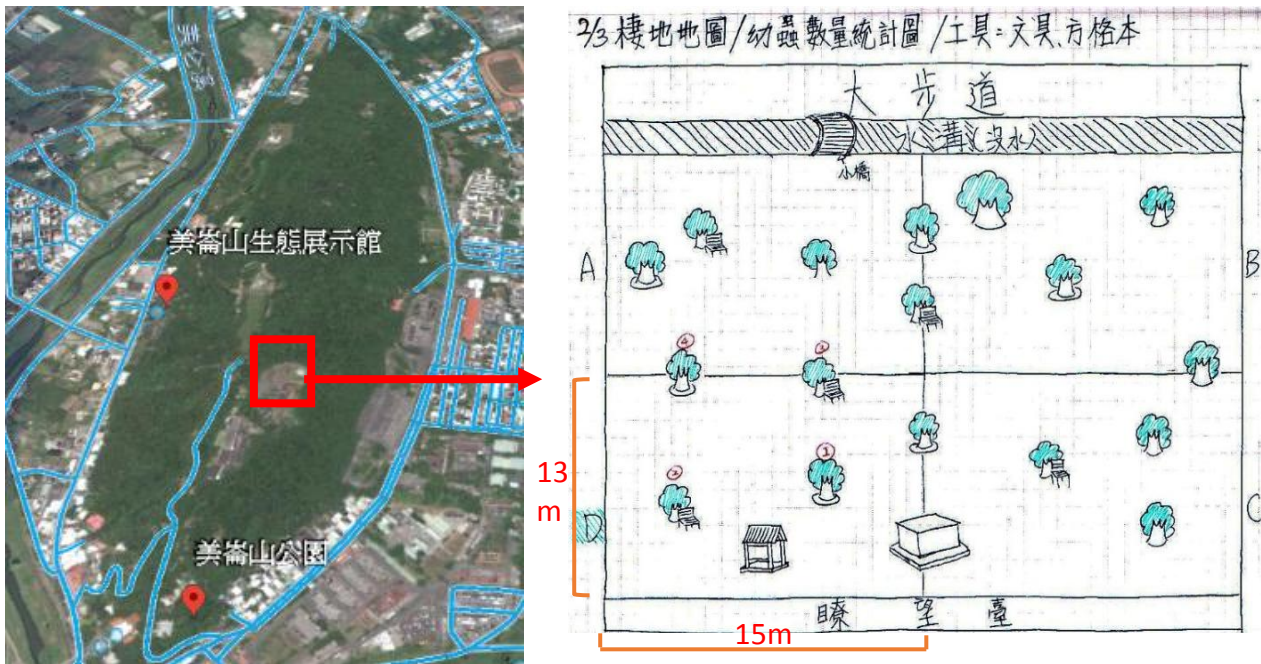 美崙山生態展示館
美崙山公園
2/3 棲地地圖/幼蟲數量統計圖 /工具:文具、方格本
大步道
水溝(沒水)
小橋
A
B
13
m
D
C
瞭望臺
15m